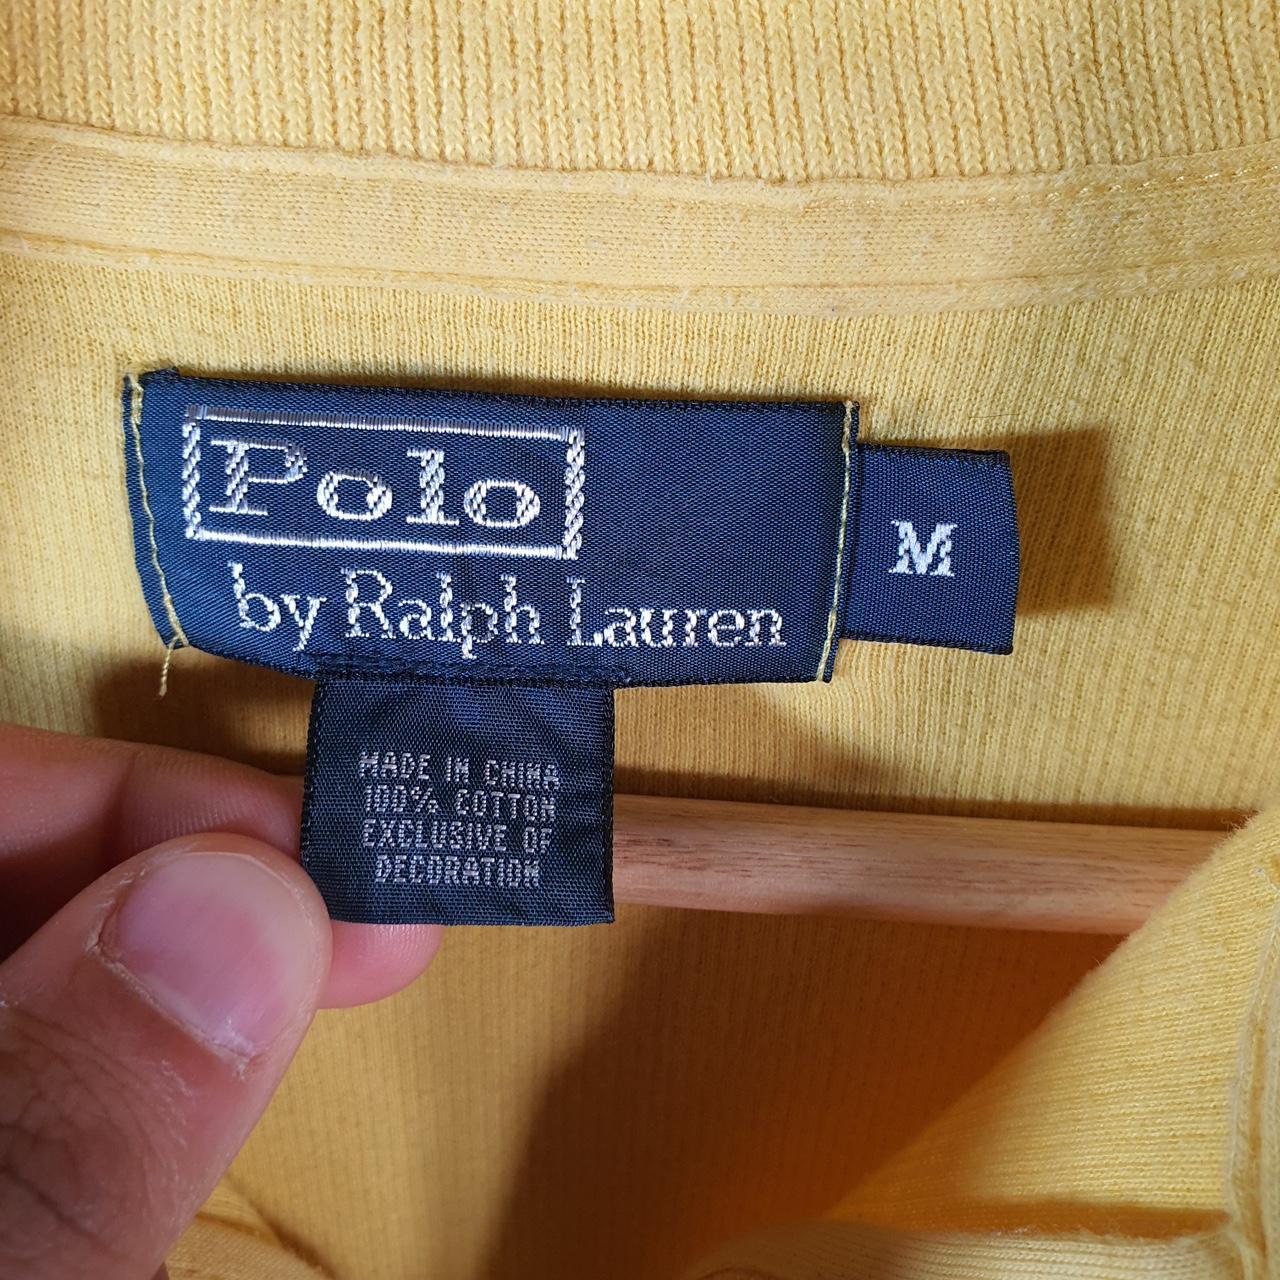 Polo
by Ralph Lauren
M
MADE IN CHINA
100% COTTON
EXCLUSIVE OF
DECORATION